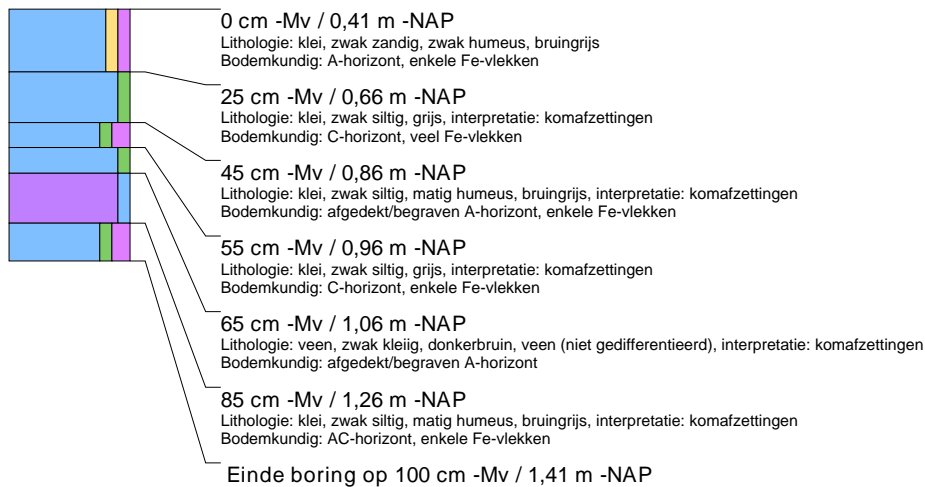 0 cm -Mv / 0,41 m -NAP
Lithologie: klei, zwak zandig, zwak humeus, bruingrijs
Bodemkundig: A-horizont, enkele Fe-vlekken
25 cm -Mv / 0,66 m -NAP
Lithologie: klei, zwak siltig, grijs, interpretatie: komafzettingen
Bodemkundig: C-horizont, veel Fe-vlekken
45 cm -Mv / 0,86 m -NAP
Lithologie: klei, zwak siltig, matig humeus, bruingrijs, interpretatie: komafzettingen
Bodemkundig: afgedekt/begraven A-horizont, enkele Fe-vlekken
55 cm -Mv / 0,96 m -NAP
Lithologie: klei, zwak siltig, grijs, interpretatie: komafzettingen
Bodemkundig: C-horizont, enkele Fe-vlekken
65 cm -Mv / 1,06 m -NAP
Lithologie: veen, zwak kleiig, donkerbruin, veen (niet gedifferentieerd), interpretatie: komafzettingen
Bodemkundig: afgedekt/begraven A-horizont
85 cm -Mv / 1,26 m -NAP
Lithologie: klei, zwak siltig, matig humeus, bruingrijs, interpretatie: komafzettingen
Bodemkundig: AC-horizont, enkele Fe-vlekken
Einde boring op 100 cm -Mv / 1,41 m -NAP